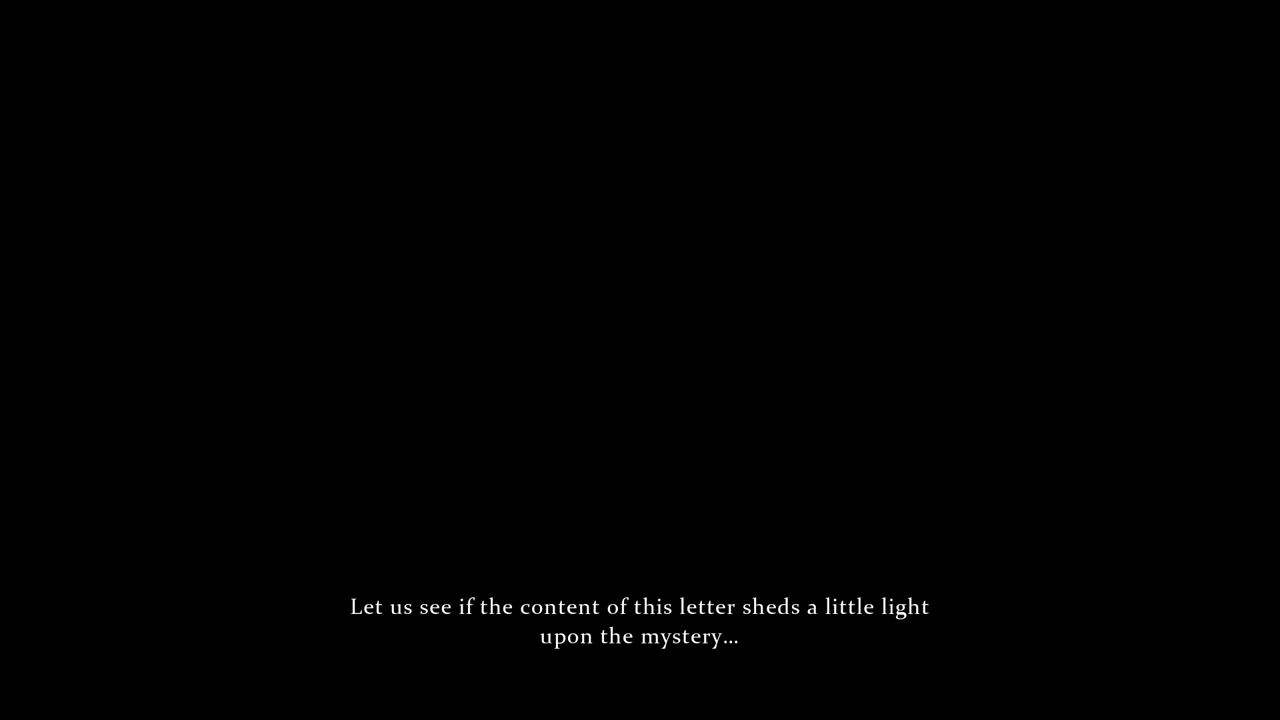 Let us see if the content of this letter sheds a little light
upon the mystery...